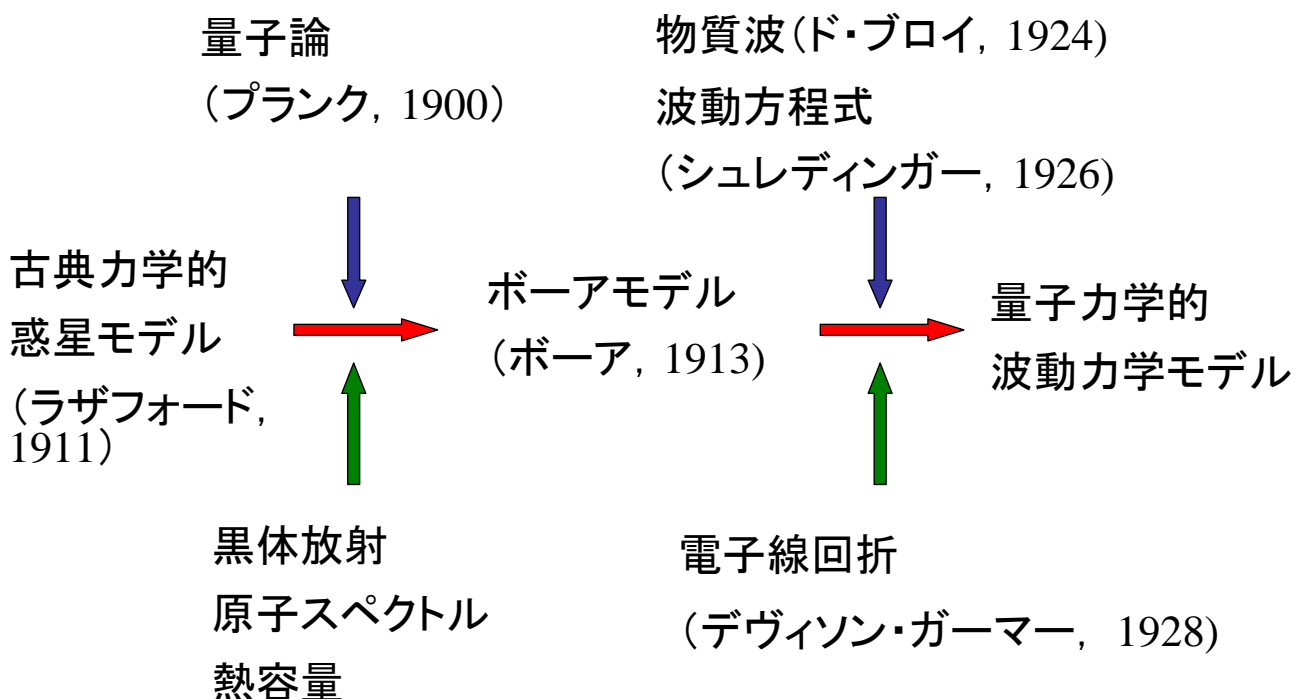 量子論
（プランク, 1900）
物質波(ド・ブロイ, 1924)
波動方程式
（シュレディンガー, 1926)
古典力学的
惑星モデル
（ラザフォード,
1911）
ボーアモデル
（ボーア, 1913)
量子力学的
波動力学モデル
黒体放射
原子スペクトル
熱容量
電子線回折
（デヴィソン・ガーマー, 1928)